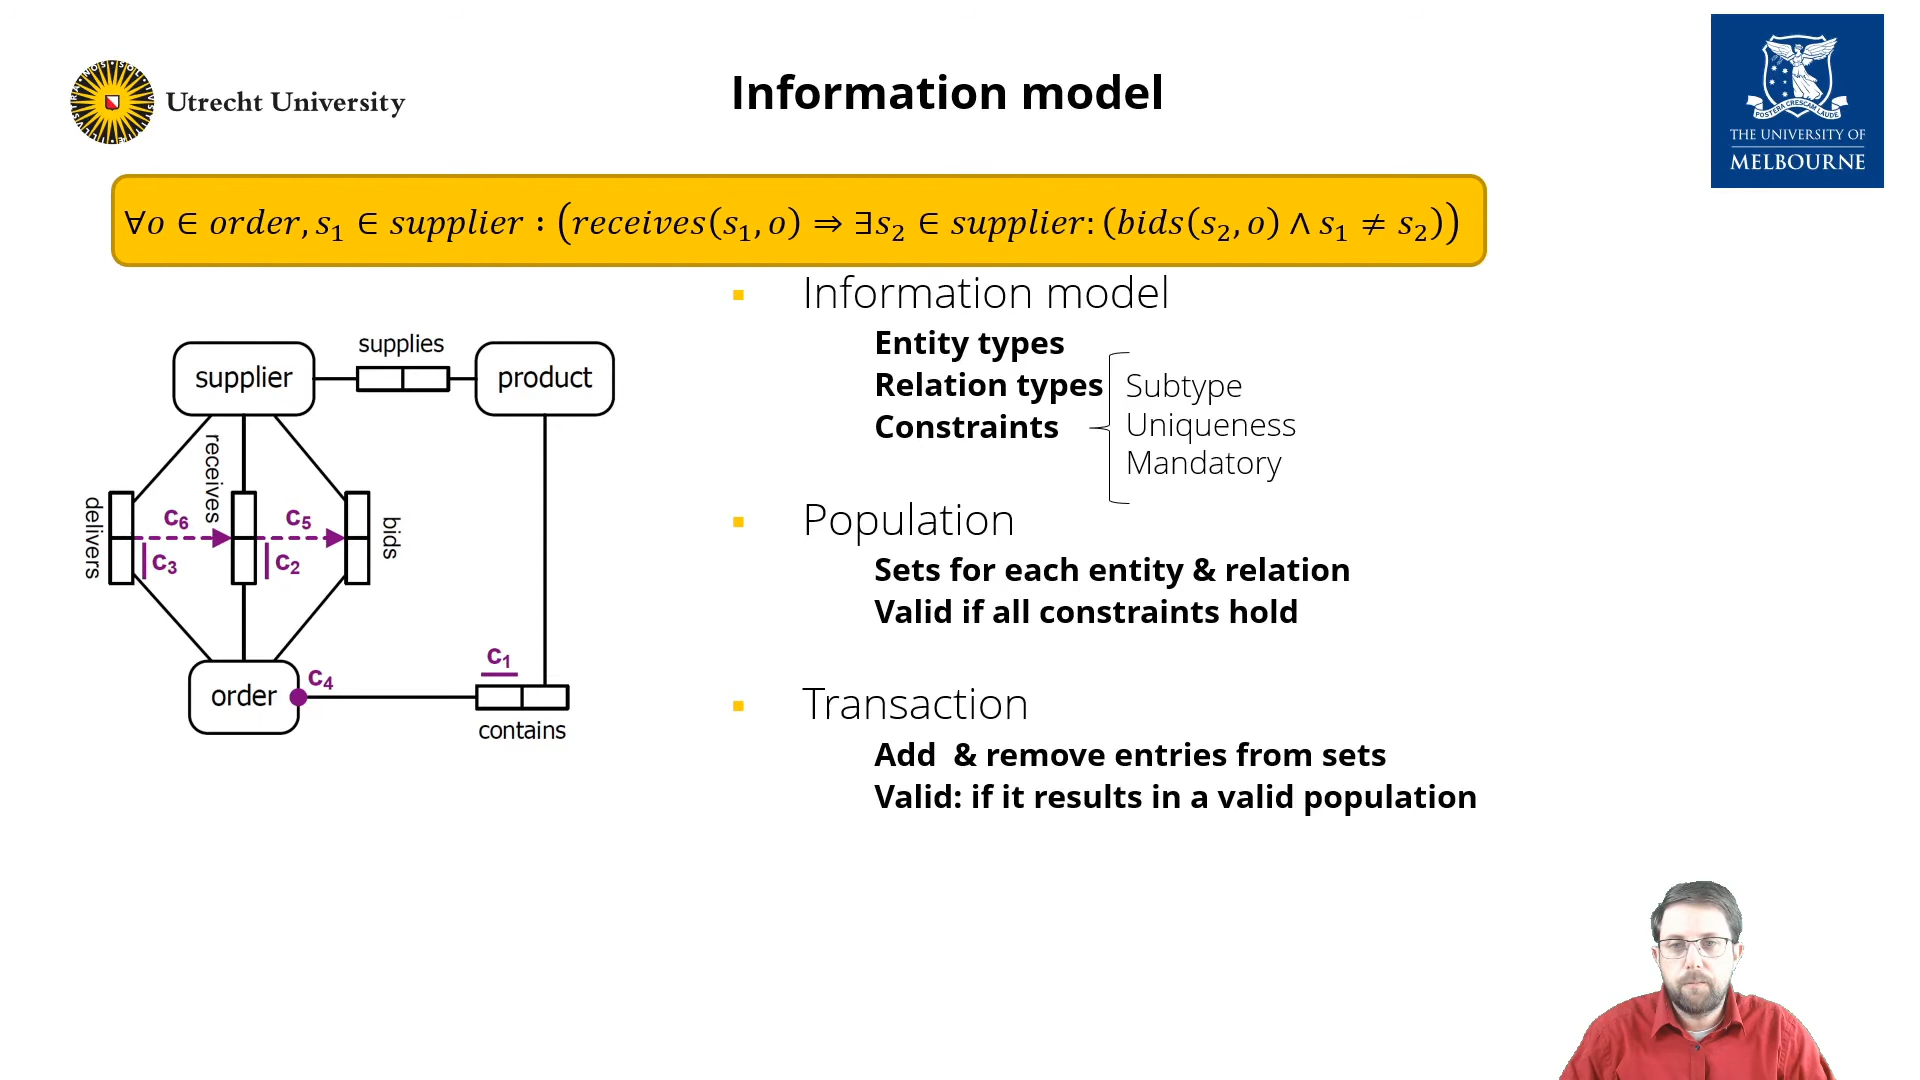 Information model
Utrecht University
THE UNIVERSITY OF
MELBOURNE
∀o ∈ order, s₁ ∈ supplier : (receives(s₁, o) ⇒ ∃s₂ ∈ supplier: (bids(s₂, o) ∧ s₁ ≠ s₂))
supplier
supplies
product
delivers
receives
bids
c₆
c₅
c₃
c₂
order
c₄
c₁
contains
Information model
Entity types
Relation types
Constraints
Subtype
Uniqueness
Mandatory
Population
Sets for each entity & relation
Valid if all constraints hold
Transaction
Add & remove entries from sets
Valid: if it results in a valid population